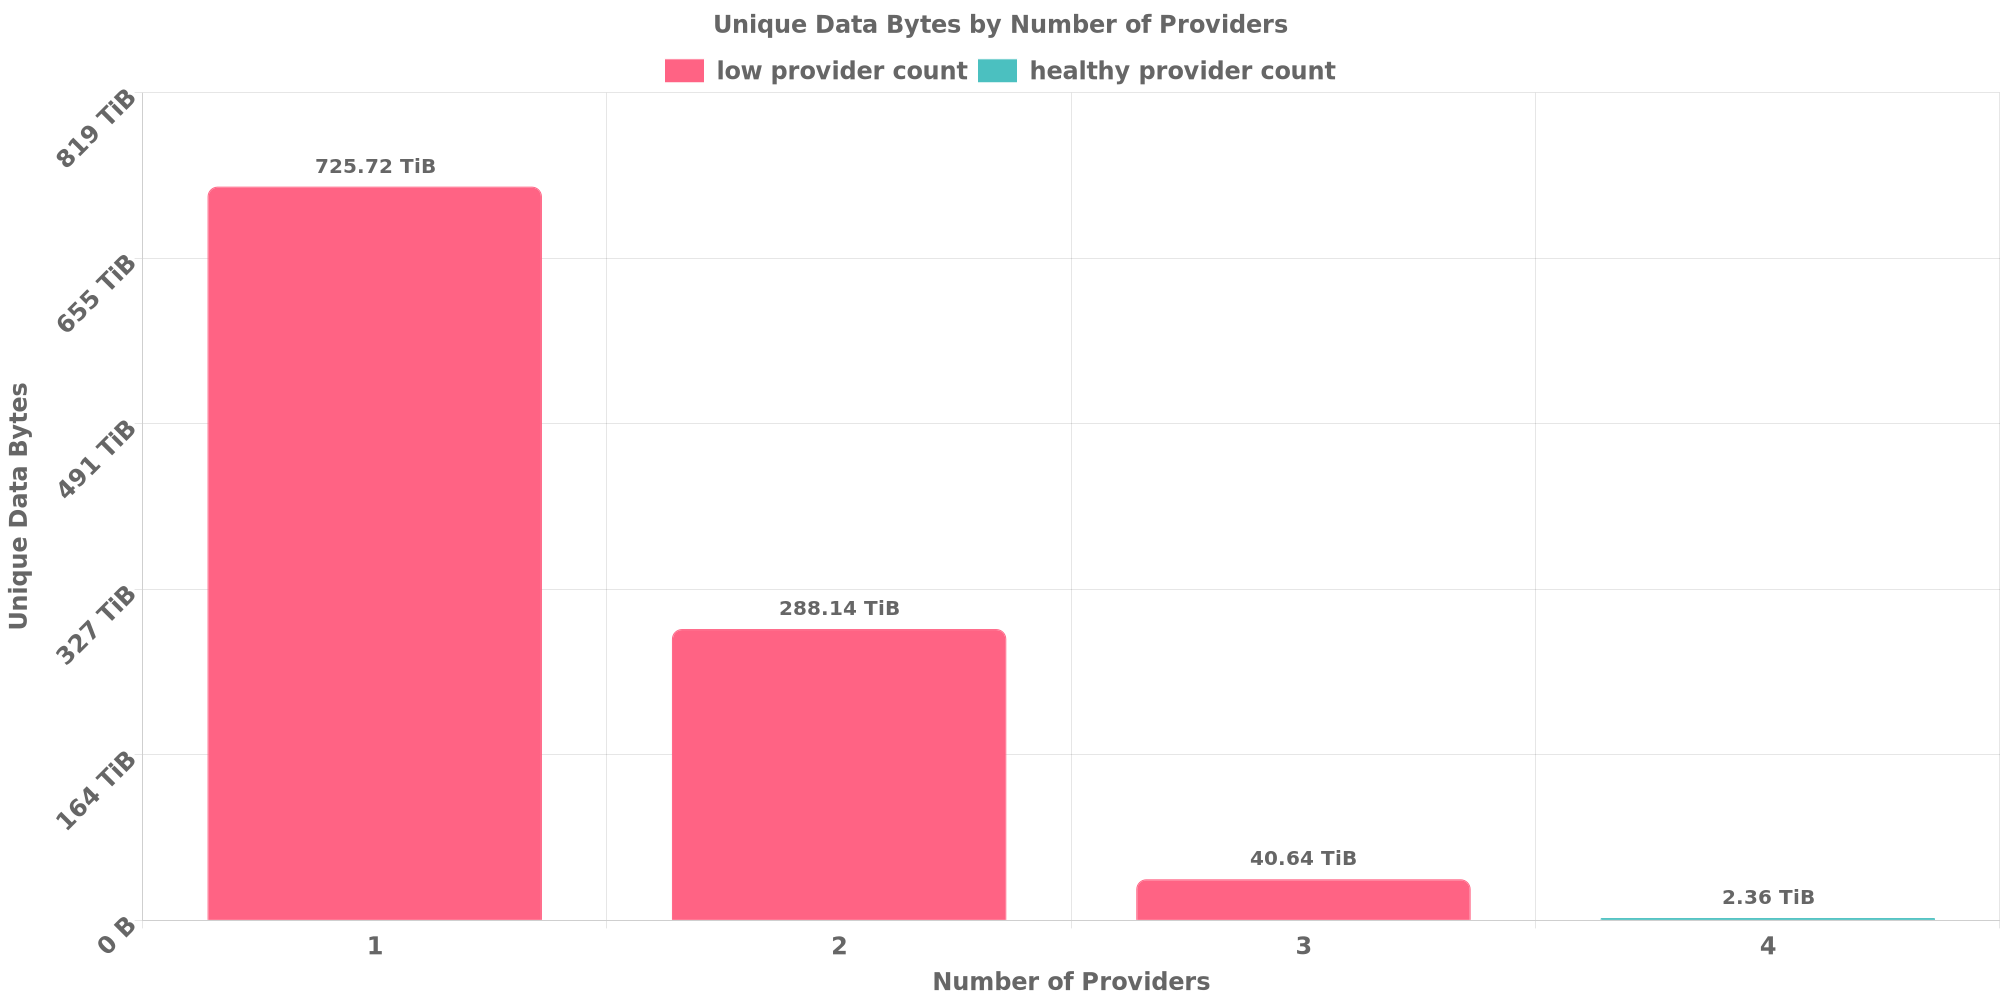 Unique Data Bytes by Number of Providers
low provider count healthy provider count
819 TiB
655 TiB
491 TiB
327 TiB
164 TiB
0 B
Unique Data Bytes
725.72 TiB
288.14 TiB
40.64 TiB
2.36 TiB
1 2 3 4
Number of Providers